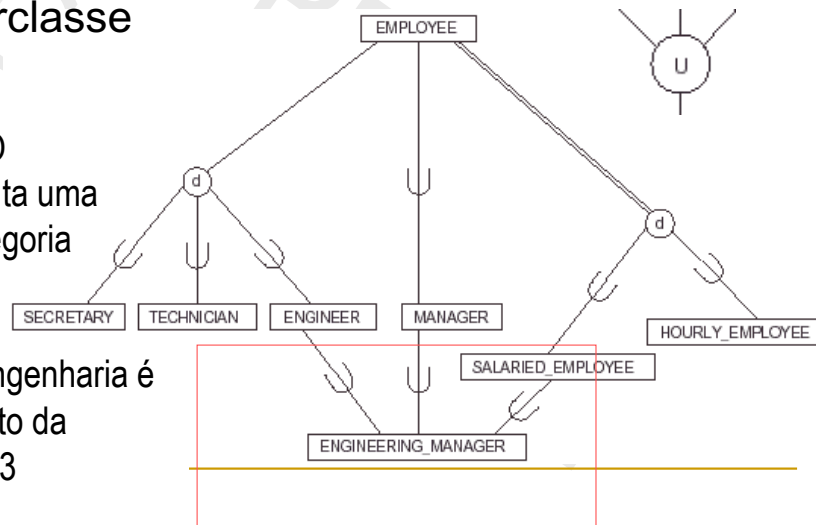 rclasse
EMPLOYEE
U
ta uma
egoria
d
d
SECRETARY
TECHNICIAN
ENGINEER
MANAGER
HOURLY_EMPLOYEE
SALARIED_EMPLOYEE
ngenharia é
to da
3
ENGINEERING_MANAGER